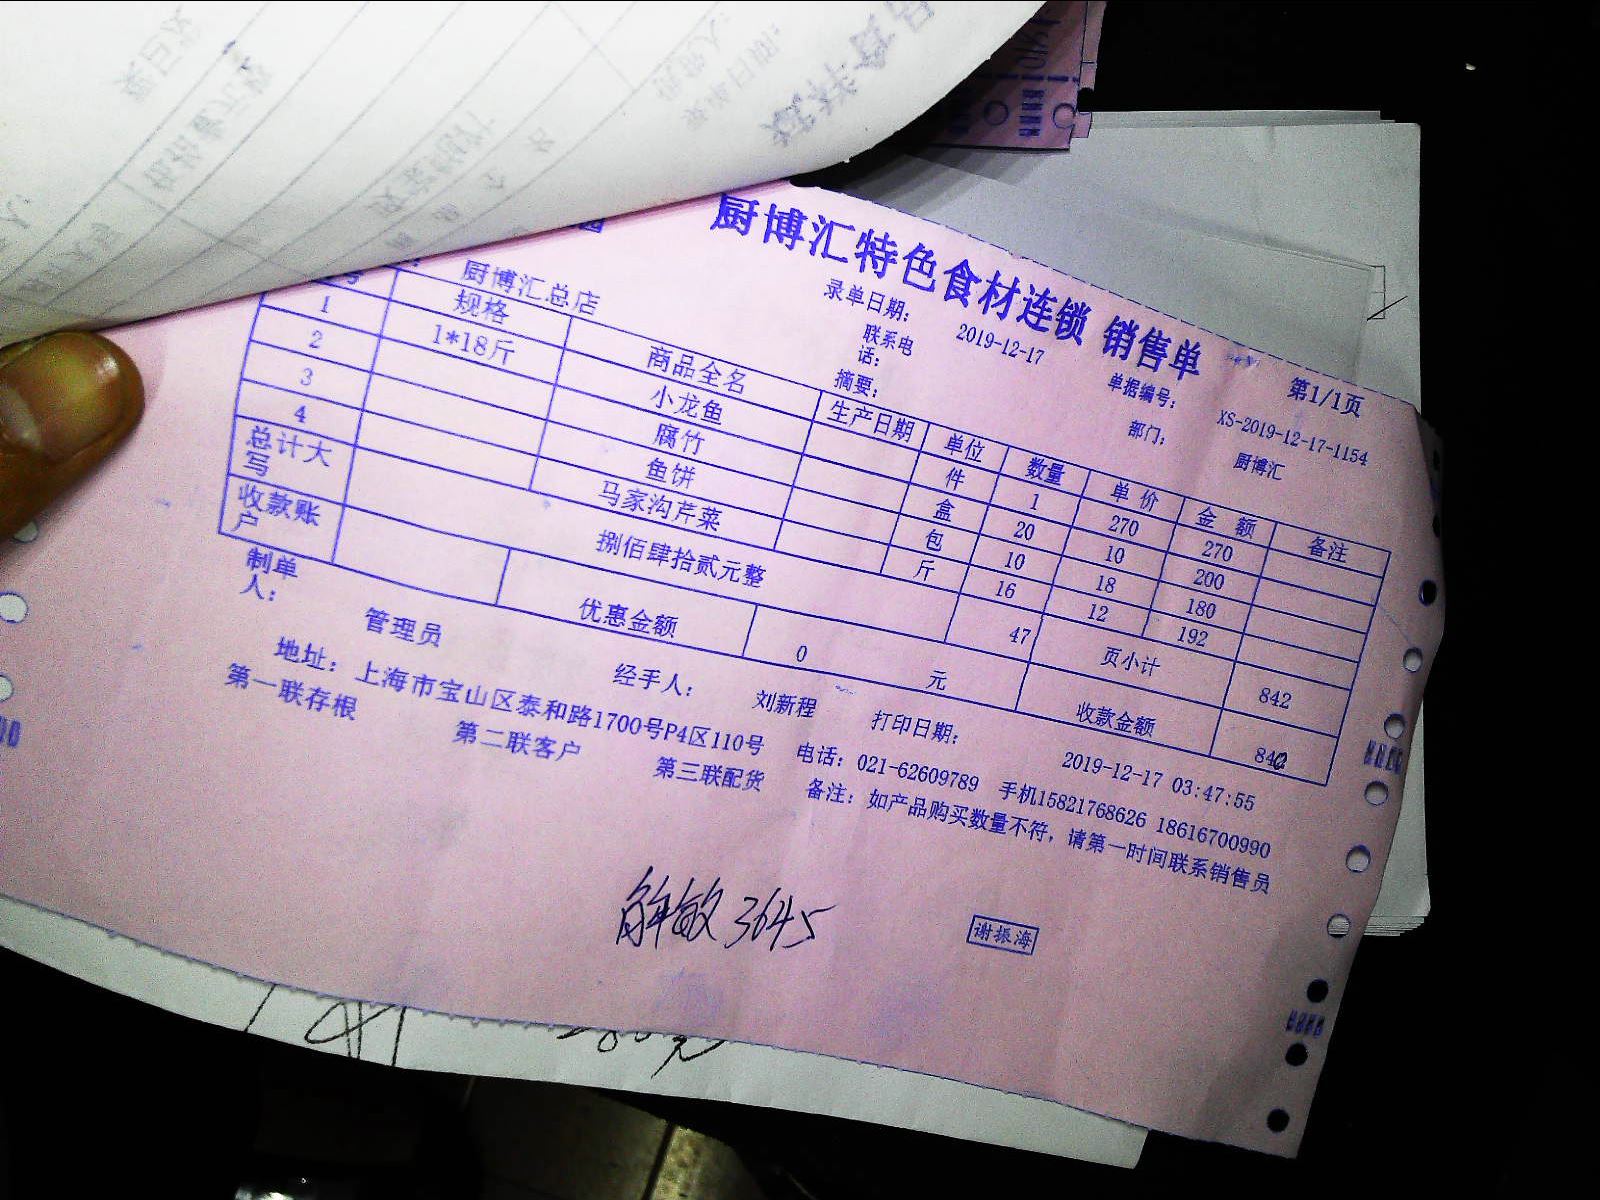 厨博汇特色食材连锁 销售单
第1/1页
厨博汇总店
录单日期： 2019-12-17
单据编号： XS-2019-12-17-1154
联系电话：
部门： 厨博汇
摘要：
号 规格 商品全名 生产日期 单位 数量 单价 金额 备注
1 1*18斤 小龙鱼 件 1 270 270
2 腐竹 盒 20 10 200
3 鱼饼 包 10 18 180
4 马家沟芹菜 斤 16 12 192
总计大写 捌佰肆拾贰元整 47 页小计 842
收款账户 优惠金额 0 元 收款金额 842
制单人： 管理员 经手人： 刘新程 打印日期： 2019-12-17 03:47:55
地址：上海市宝山区泰和路1700号P4区110号 电话：021-62609789 手机15821768626 18616700990
第一联存根 第二联客户 第三联配货 备注：如产品购买数量不符，请第一时间联系销售员
解敏 3645
谢振海